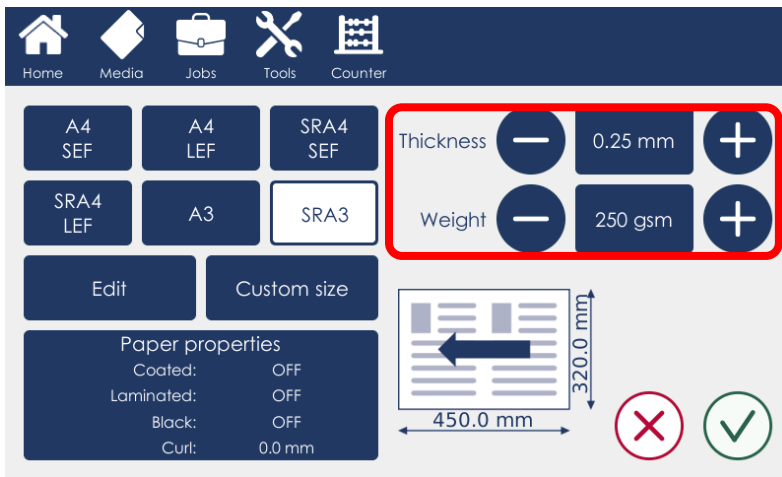 Home Media Jobs Tools Counter
A4
SEF
A4
LEF
SRA4
SEF
SRA4
LEF
A3
SRA3
Thickness 0.25 mm
Weight 250 gsm
Edit
Custom size
Paper properties
Coated: OFF
Laminated: OFF
Black: OFF
Curl: 0.0 mm
320.0 mm
450.0 mm